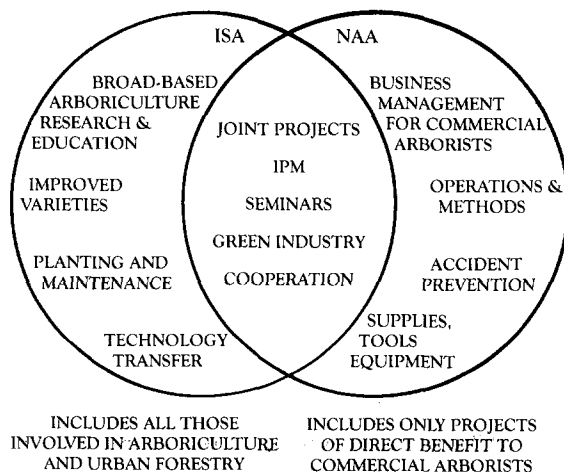 ISA
NAA
BROAD-BASED
ARBORICULTURE
RESEARCH &
EDUCATION
IMPROVED
VARIETIES
PLANTING AND
MAINTENANCE
TECHNOLOGY
TRANSFER
JOINT PROJECTS
IPM
SEMINARS
GREEN INDUSTRY
COOPERATION
BUSINESS
MANAGEMENT
FOR COMMERCIAL
ARBORISTS
OPERATIONS &
METHODS
ACCIDENT
PREVENTION
SUPPLIES,
TOOLS
EQUIPMENT
INCLUDES ALL THOSE
INVOLVED IN ARBORICULTURE
AND URBAN FORESTRY
INCLUDES ONLY PROJECTS
OF DIRECT BENEFIT TO
COMMERCIAL ARBORISTS